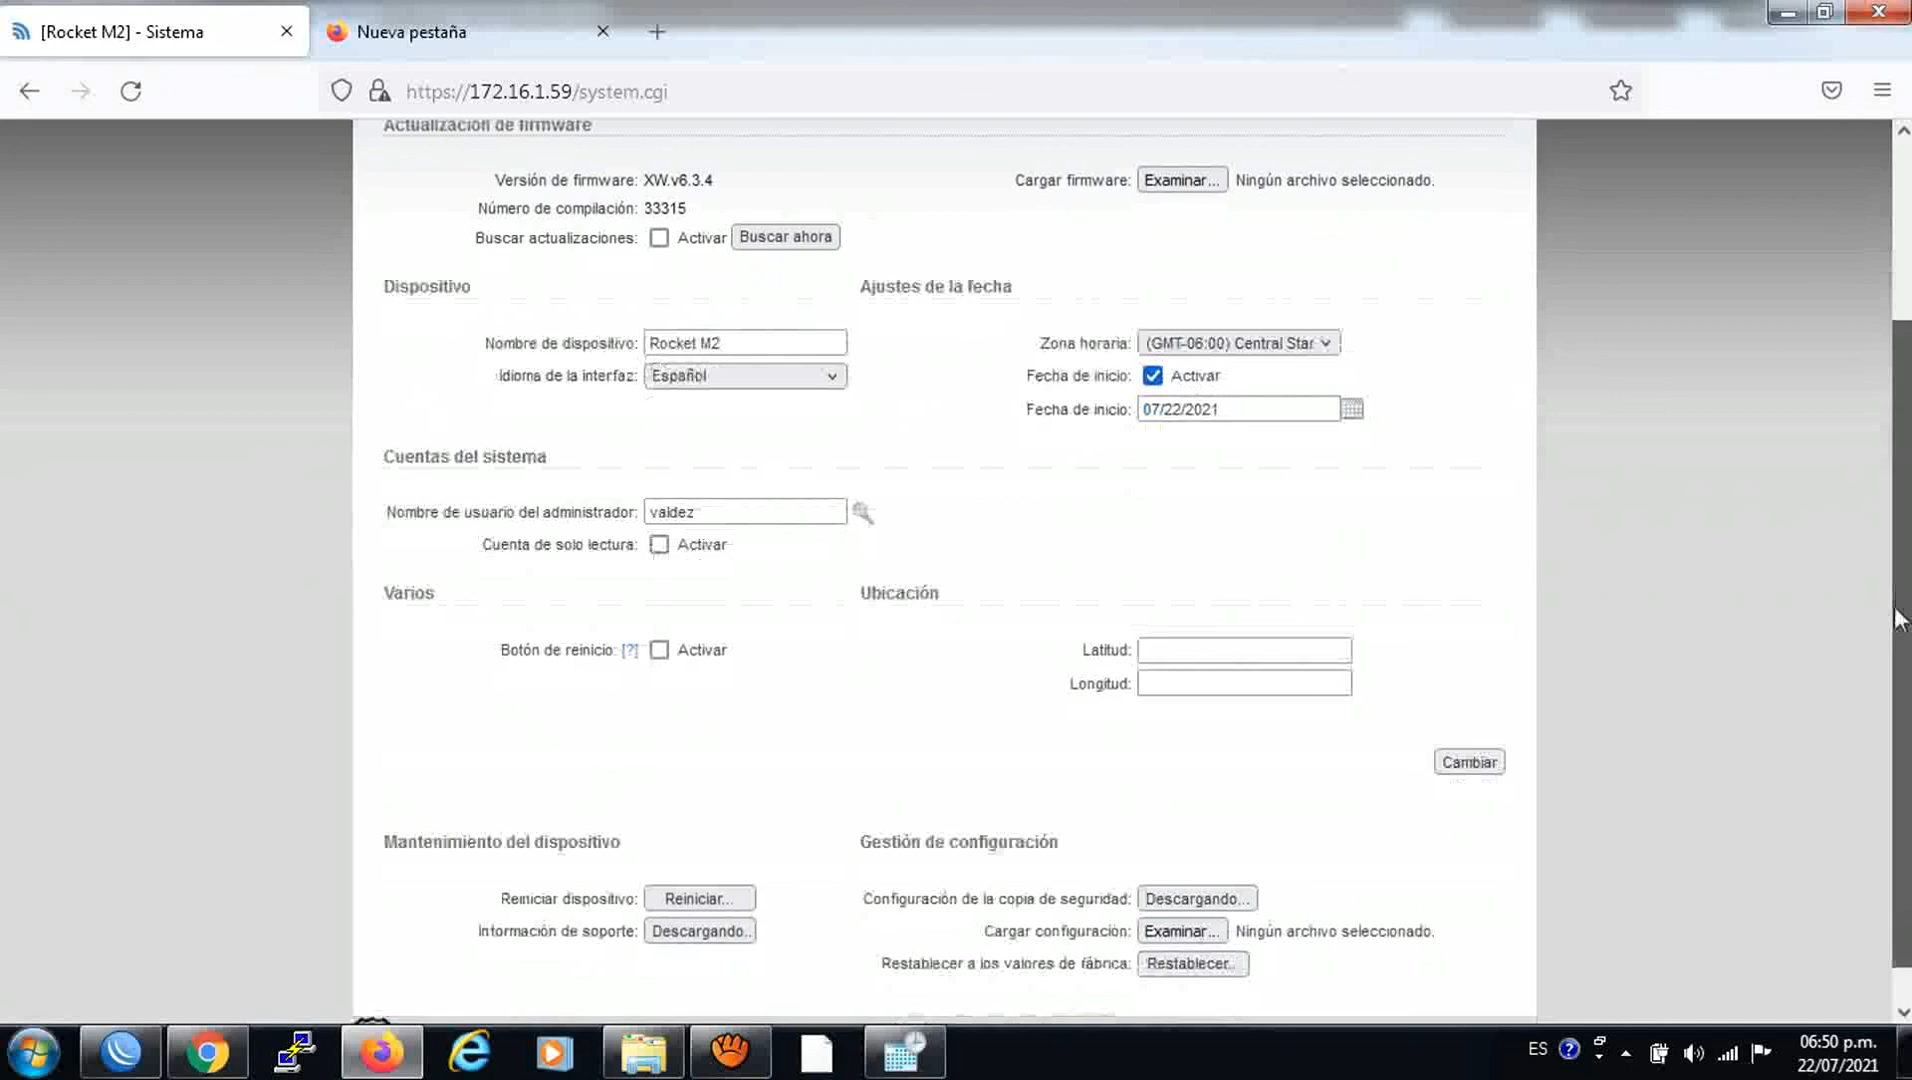 [Rocket M2] - Sistema
Nueva pestaña
https://172.16.1.59/system.cgi
Actualización de firmware
Versión de firmware: XW.v6.3.4
Cargar firmware: Examinar... Ningún archivo seleccionado.
Número de compilación: 33315
Buscar actualizaciones: Activar Buscar ahora
Dispositivo
Ajustes de la fecha
Nombre de dispositivo: Rocket M2
Zona horaria: (GMT-06:00) Central Star
Idioma de la interfaz: Español
Fecha de inicio: Activar
Fecha de inicio: 07/22/2021
Cuentas del sistema
Nombre de usuario del administrador: valdez
Cuenta de solo lectura: Activar
Varios
Ubicación
Botón de reinicio: [?] Activar
Latitud:
Longitud:
Cambiar
Mantenimiento del dispositivo
Gestión de configuración
Reiniciar dispositivo: Reiniciar...
Configuración de la copia de seguridad: Descargando...
Información de soporte: Descargando..
Cargar configuración: Examinar... Ningún archivo seleccionado.
Restablecer a los valores de fábrica: Restablecer..
ES
06:50 p.m.
22/07/2021